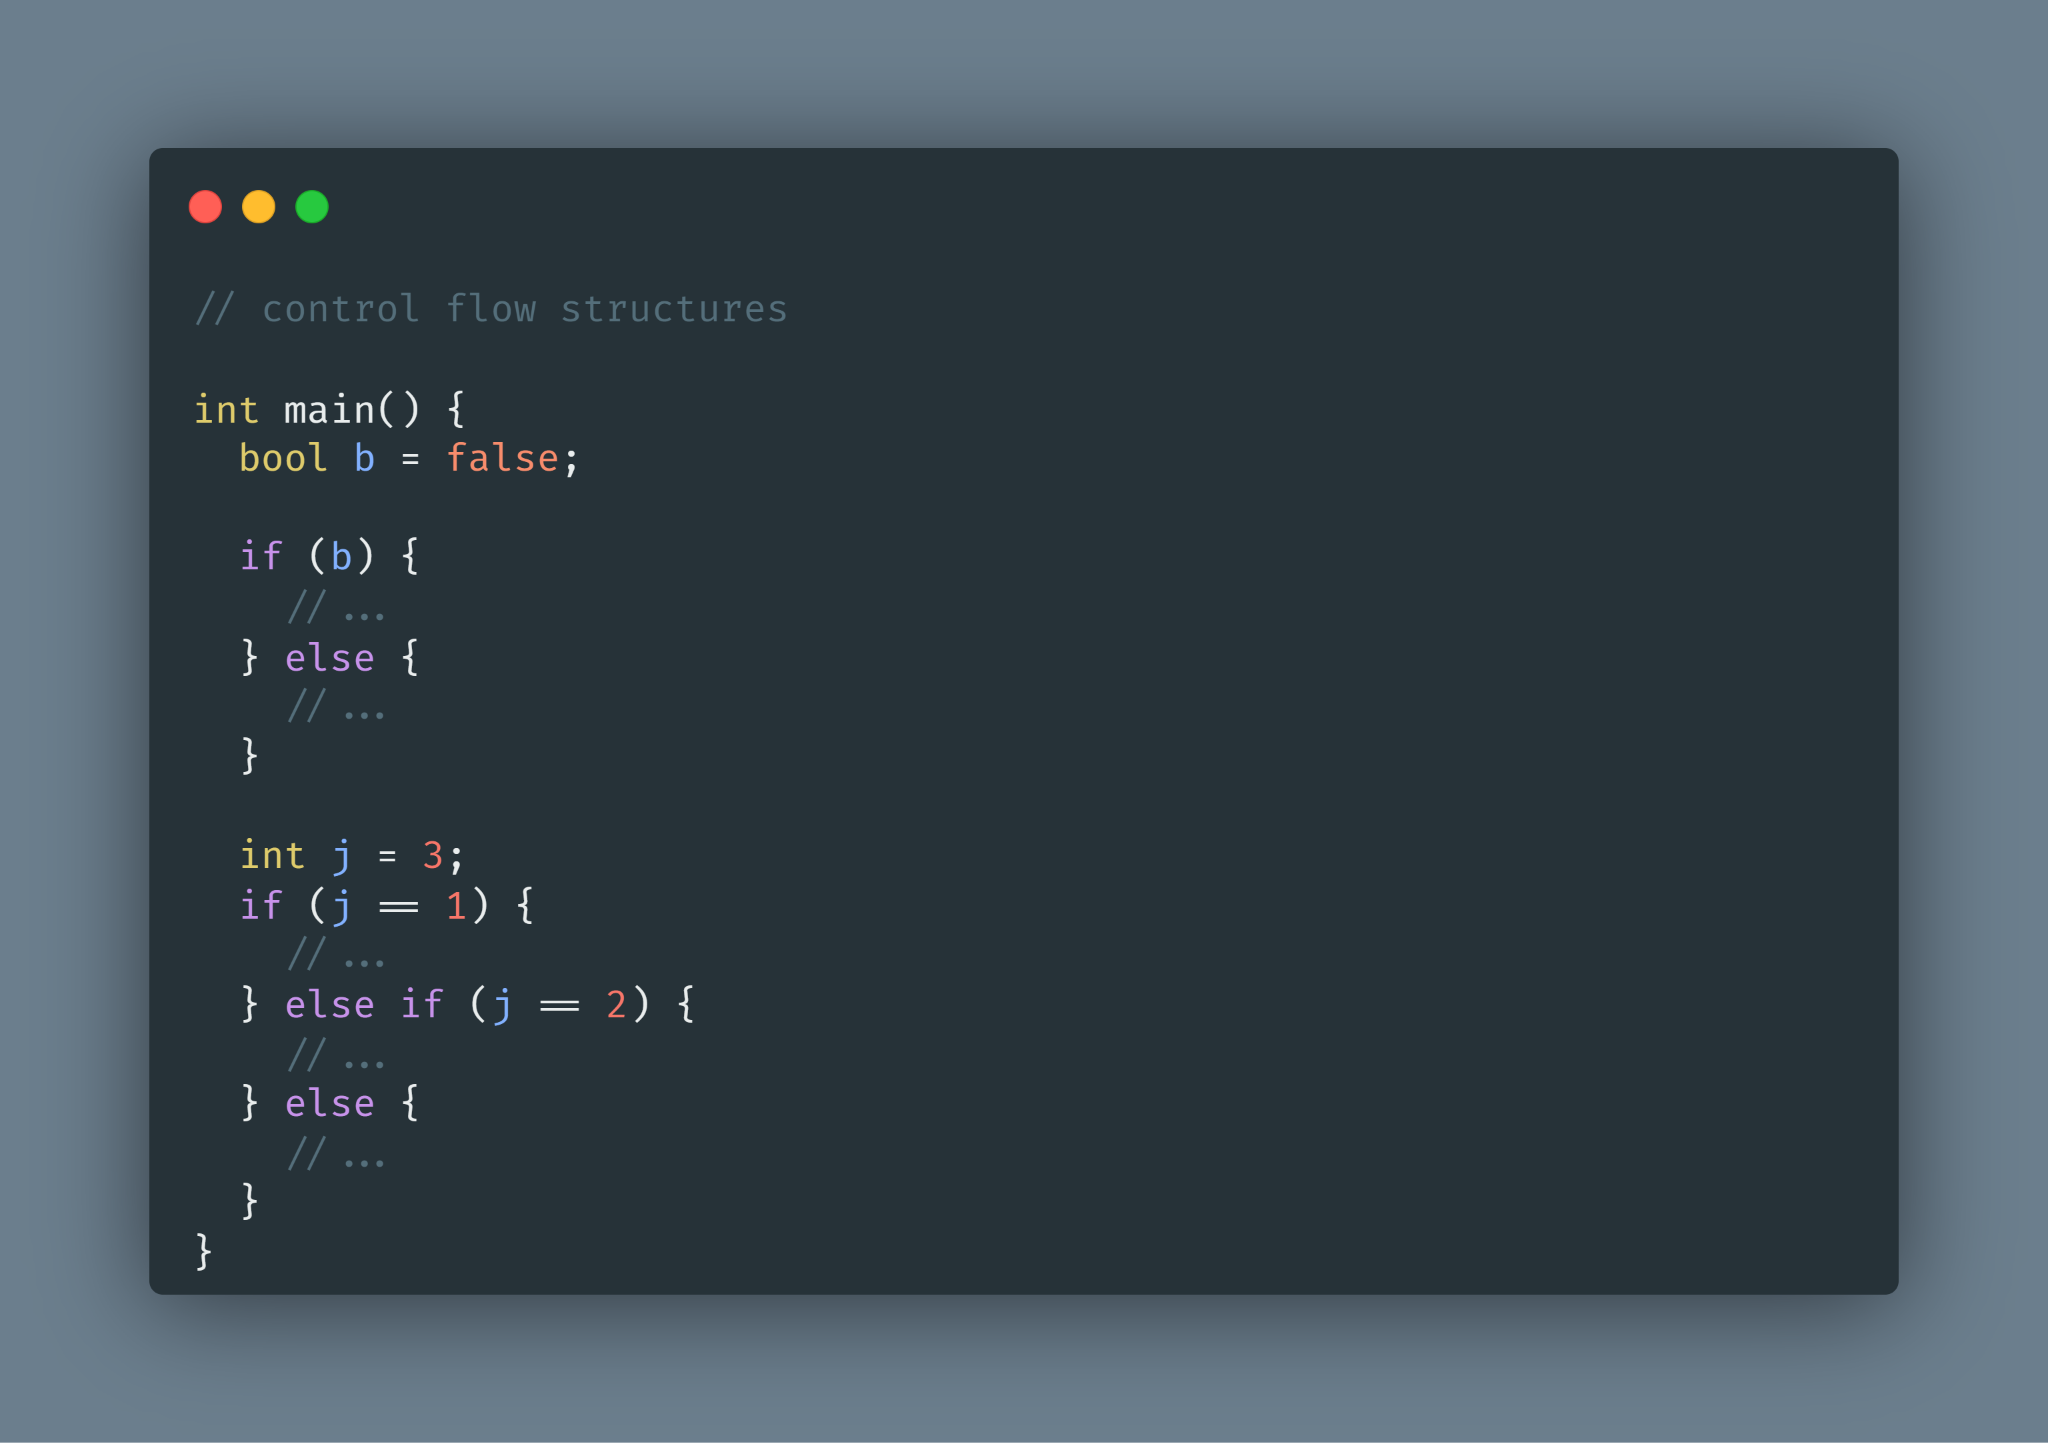 // control flow structures

int main() {
  bool b = false;

  if (b) {
    // ...
  } else {
    // ...
  }

  int j = 3;
  if (j == 1) {
    // ...
  } else if (j == 2) {
    // ...
  } else {
    // ...
  }
}